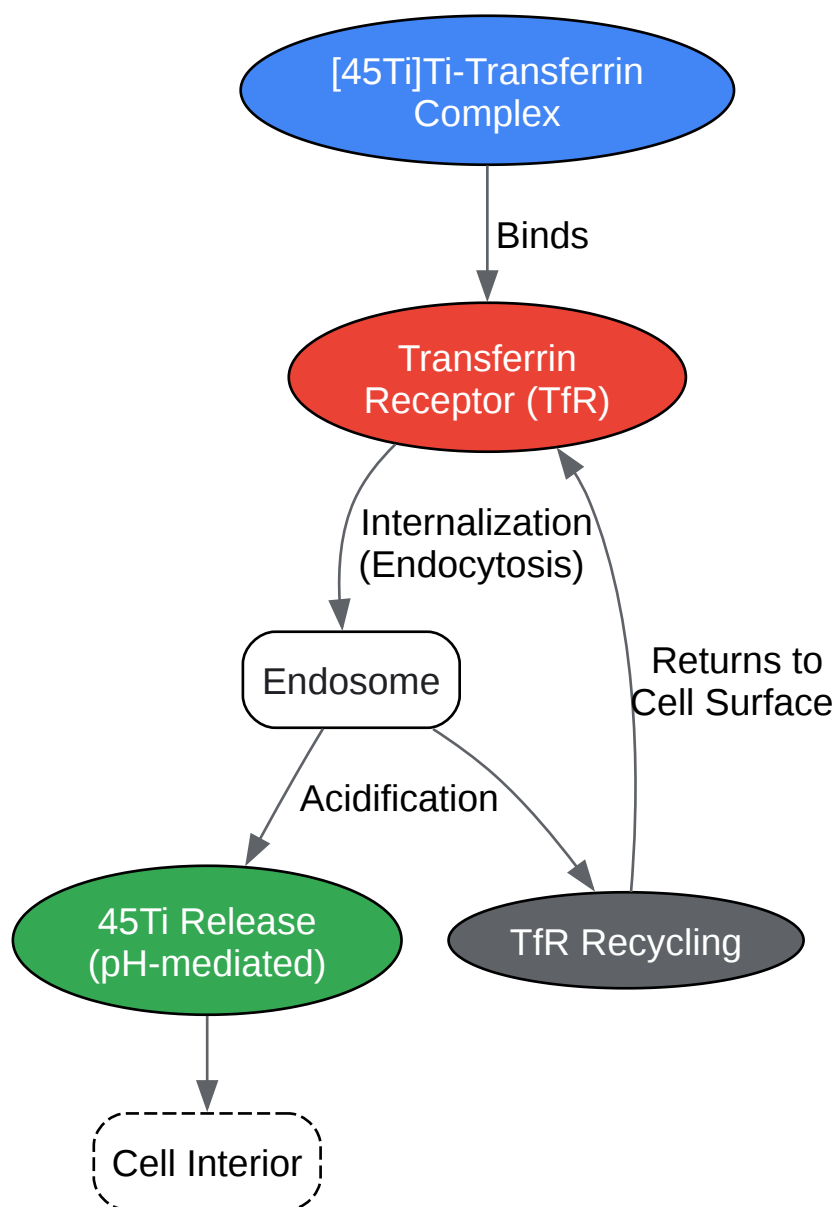 [45Ti]Ti-Transferrin
Complex
Binds
Transferrin
Receptor (TfR)
Internalization
(Endocytosis)
Endosome
Returns to
Cell Surface
Acidification
45Ti Release
(pH-mediated)
TfR Recycling
Cell Interior